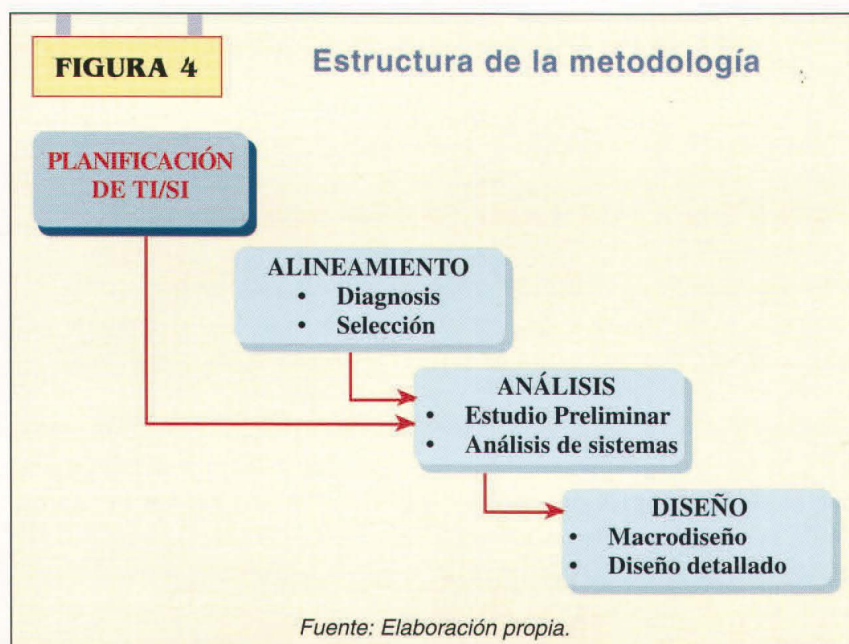 FIGURA 4
Estructura de la metodología
PLANIFICACIÓN
DE TI/SI
ALINEAMIENTO
• Diagnosis
• Selección
ANÁLISIS
• Estudio Preliminar
• Análisis de sistemas
DISEÑO
• Macrodiseño
• Diseño detallado
Fuente: Elaboración propia.